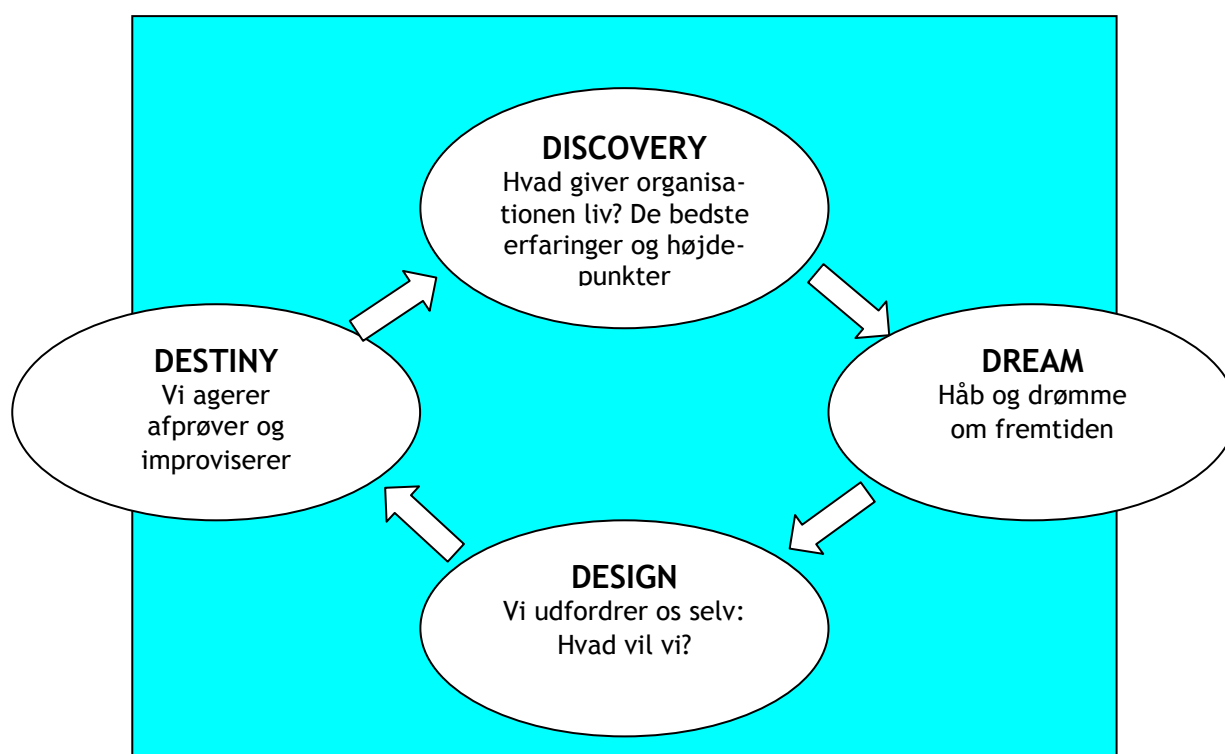 DISCOVERY
Hvad giver organisa-
tionen liv? De bedste
erfaringer og højde-
punkter
DESTINY
Vi agerer
afprøver og
improviserer
DREAM
Håb og drømme
om fremtiden
DESIGN
Vi udfordrer os selv:
Hvad vil vi?